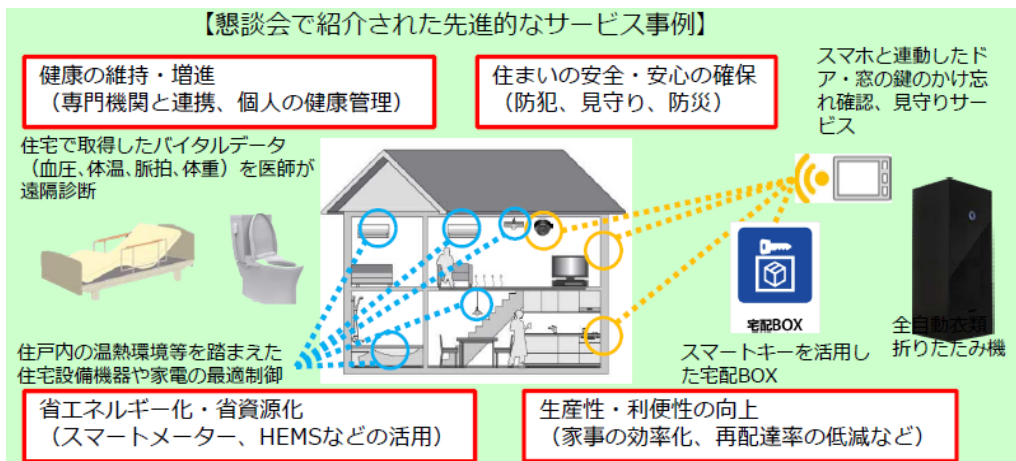 【懇談会で紹介された先進的なサービス事例】
健康の維持・増進
（専門機関と連携、個人の健康管理）
住まいの安全・安心の確保
（防犯、見守り、防災）
スマホと連動したド
ア・窓の鍵のかけ忘
れ確認、見守りサー
ビス
住宅で取得したバイタルデータ
（血圧、体温、脈拍、体重）を医師が
遠隔診断
宅配BOX
全自動衣類
折りたたみ機
住戸内の温熱環境等を踏まえた
住宅設備機器や家電の最適制御
スマートキーを活用し
た宅配BOX
省エネルギー化・省資源化
（スマートメーター、HEMSなどの活用）
生産性・利便性の向上
（家事の効率化、再配達率の低減など）